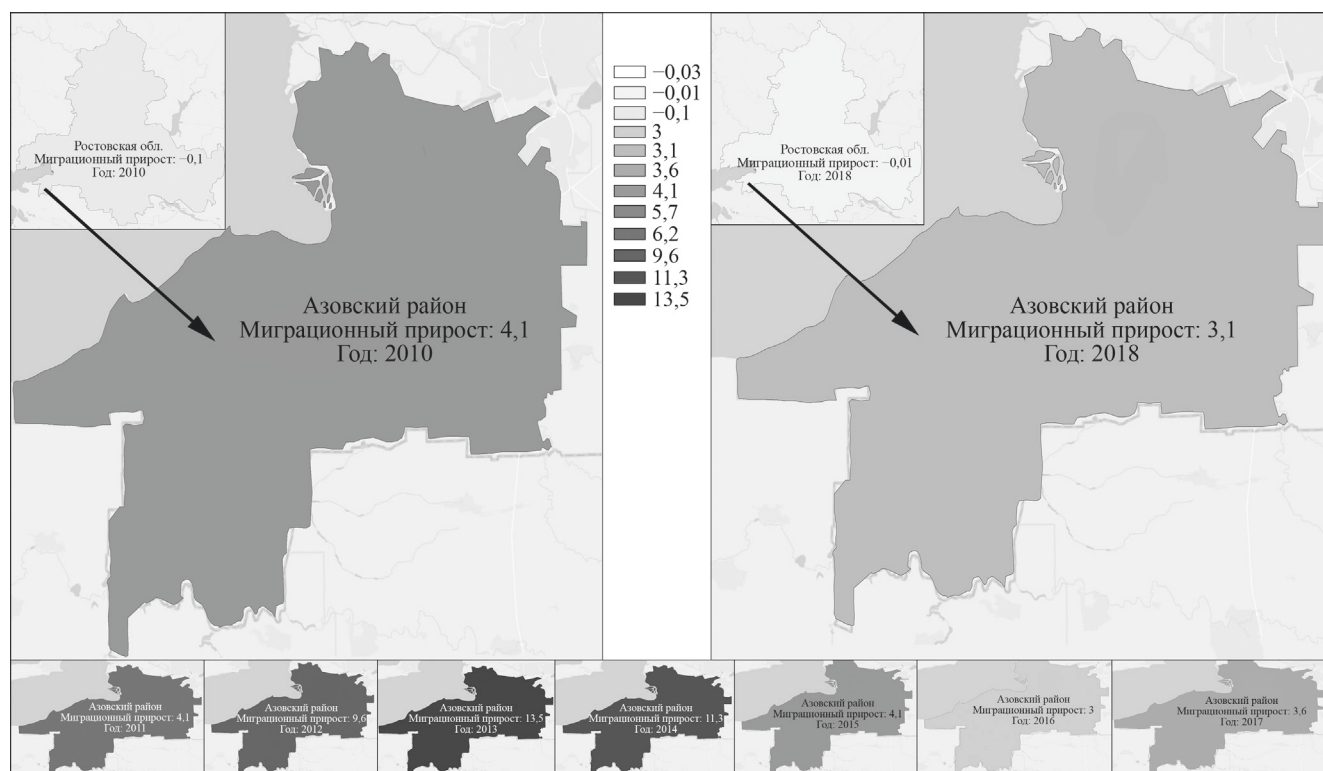 Ростовская обл.
Миграционный прирост: −0,1
Год: 2010
Азовский район
Миграционный прирост: 4,1
Год: 2010
−0,03
−0,01
−0,1
3
3,1
3,6
4,1
5,7
6,2
9,6
11,3
13,5
Ростовская обл.
Миграционный прирост: −0,01
Год: 2018
Азовский район
Миграционный прирост: 3,1
Год: 2018
Азовский район
Миграционный прирост: 4,1
Год: 2011
Азовский район
Миграционный прирост: 9,6
Год: 2012
Азовский район
Миграционный прирост: 13,5
Год: 2013
Азовский район
Миграционный прирост: 11,3
Год: 2014
Азовский район
Миграционный прирост: 4,1
Год: 2015
Азовский район
Миграционный прирост: 3
Год: 2016
Азовский район
Миграционный прирост: 3,6
Год: 2017